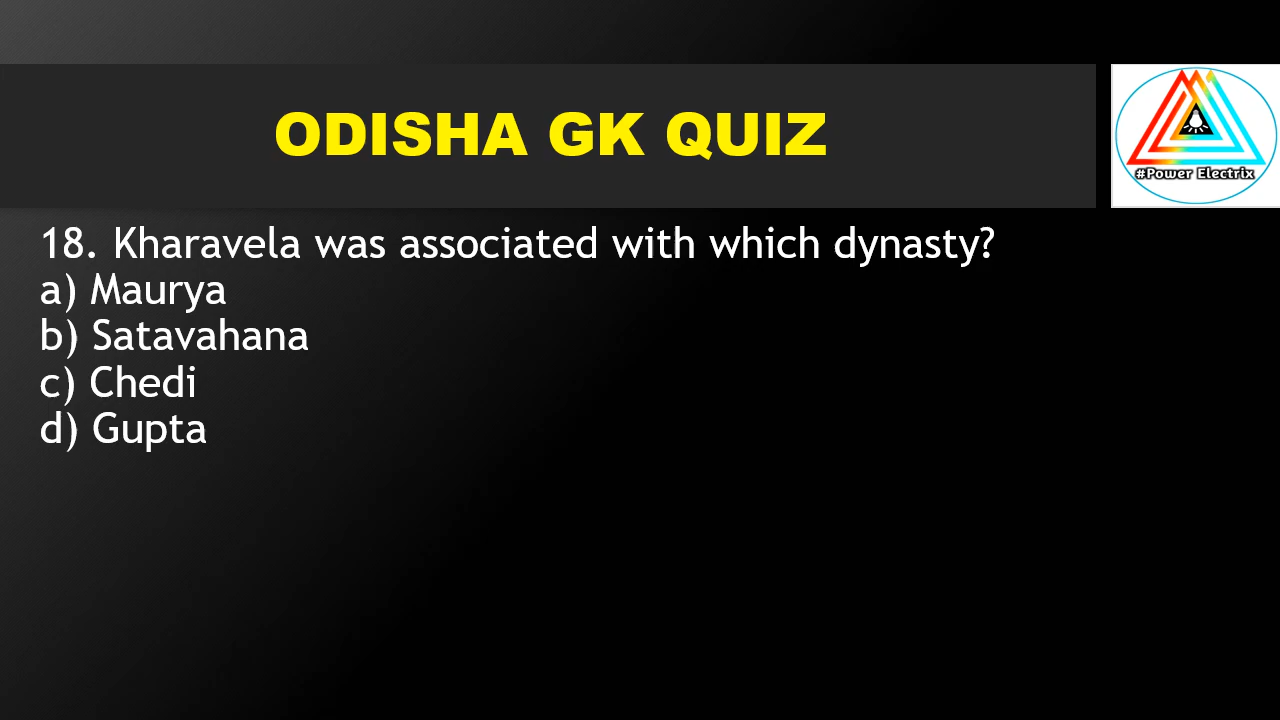 ODISHA GK QUIZ
#Power Electrix
18. Kharavela was associated with which dynasty?
a) Maurya
b) Satavahana
c) Chedi
d) Gupta